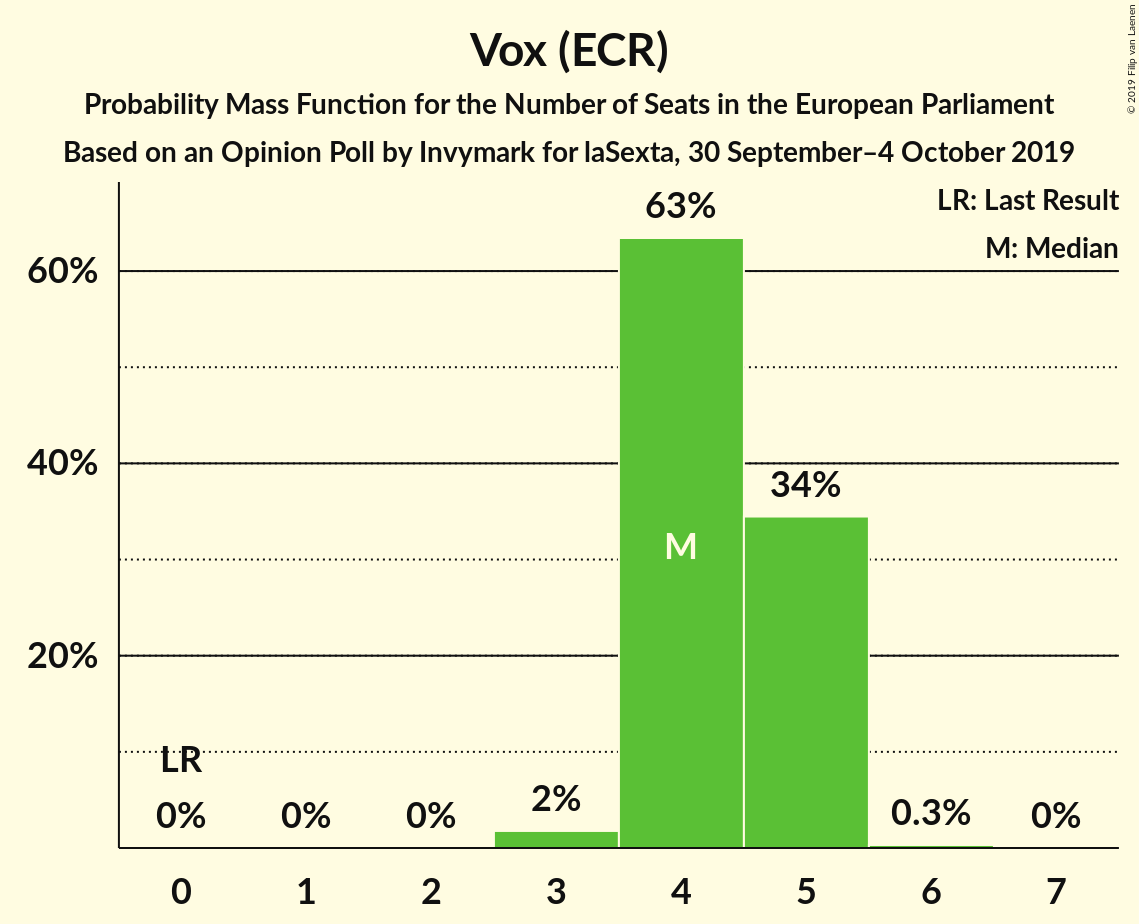 Vox (ECR)
Probability Mass Function for the Number of Seats in the European Parliament
Based on an Opinion Poll by Invymark for laSexta, 30 September–4 October 2019
© 2019 Filip van Laenen
LR: Last Result
M: Median
63%
60%
40%
34%
M
20%
LR
0%
0%
0%
2%
0.3%
0%
0
1
2
3
4
5
6
7